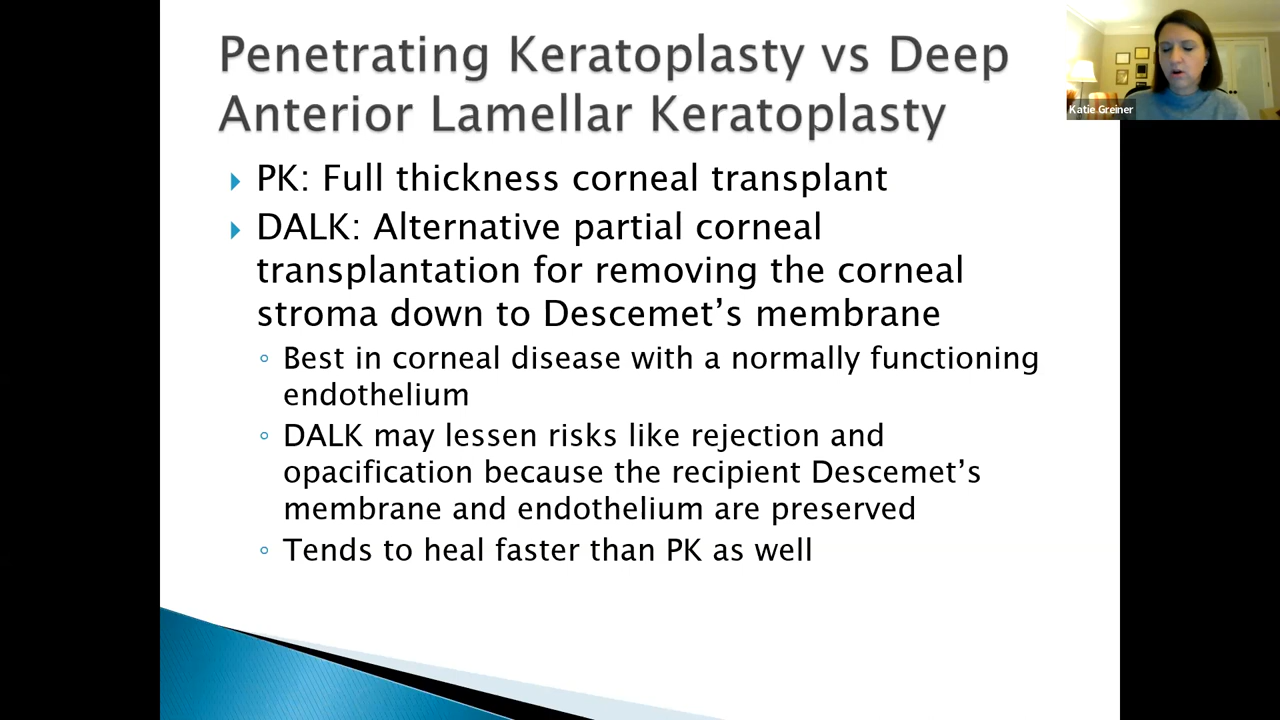 Penetrating Keratoplasty vs Deep
Anterior Lamellar Keratoplasty
PK: Full thickness corneal transplant
DALK: Alternative partial corneal
transplantation for removing the corneal
stroma down to Descemet’s membrane
Best in corneal disease with a normally functioning
endothelium
DALK may lessen risks like rejection and
opacification because the recipient Descemet’s
membrane and endothelium are preserved
Tends to heal faster than PK as well
Katie Greiner